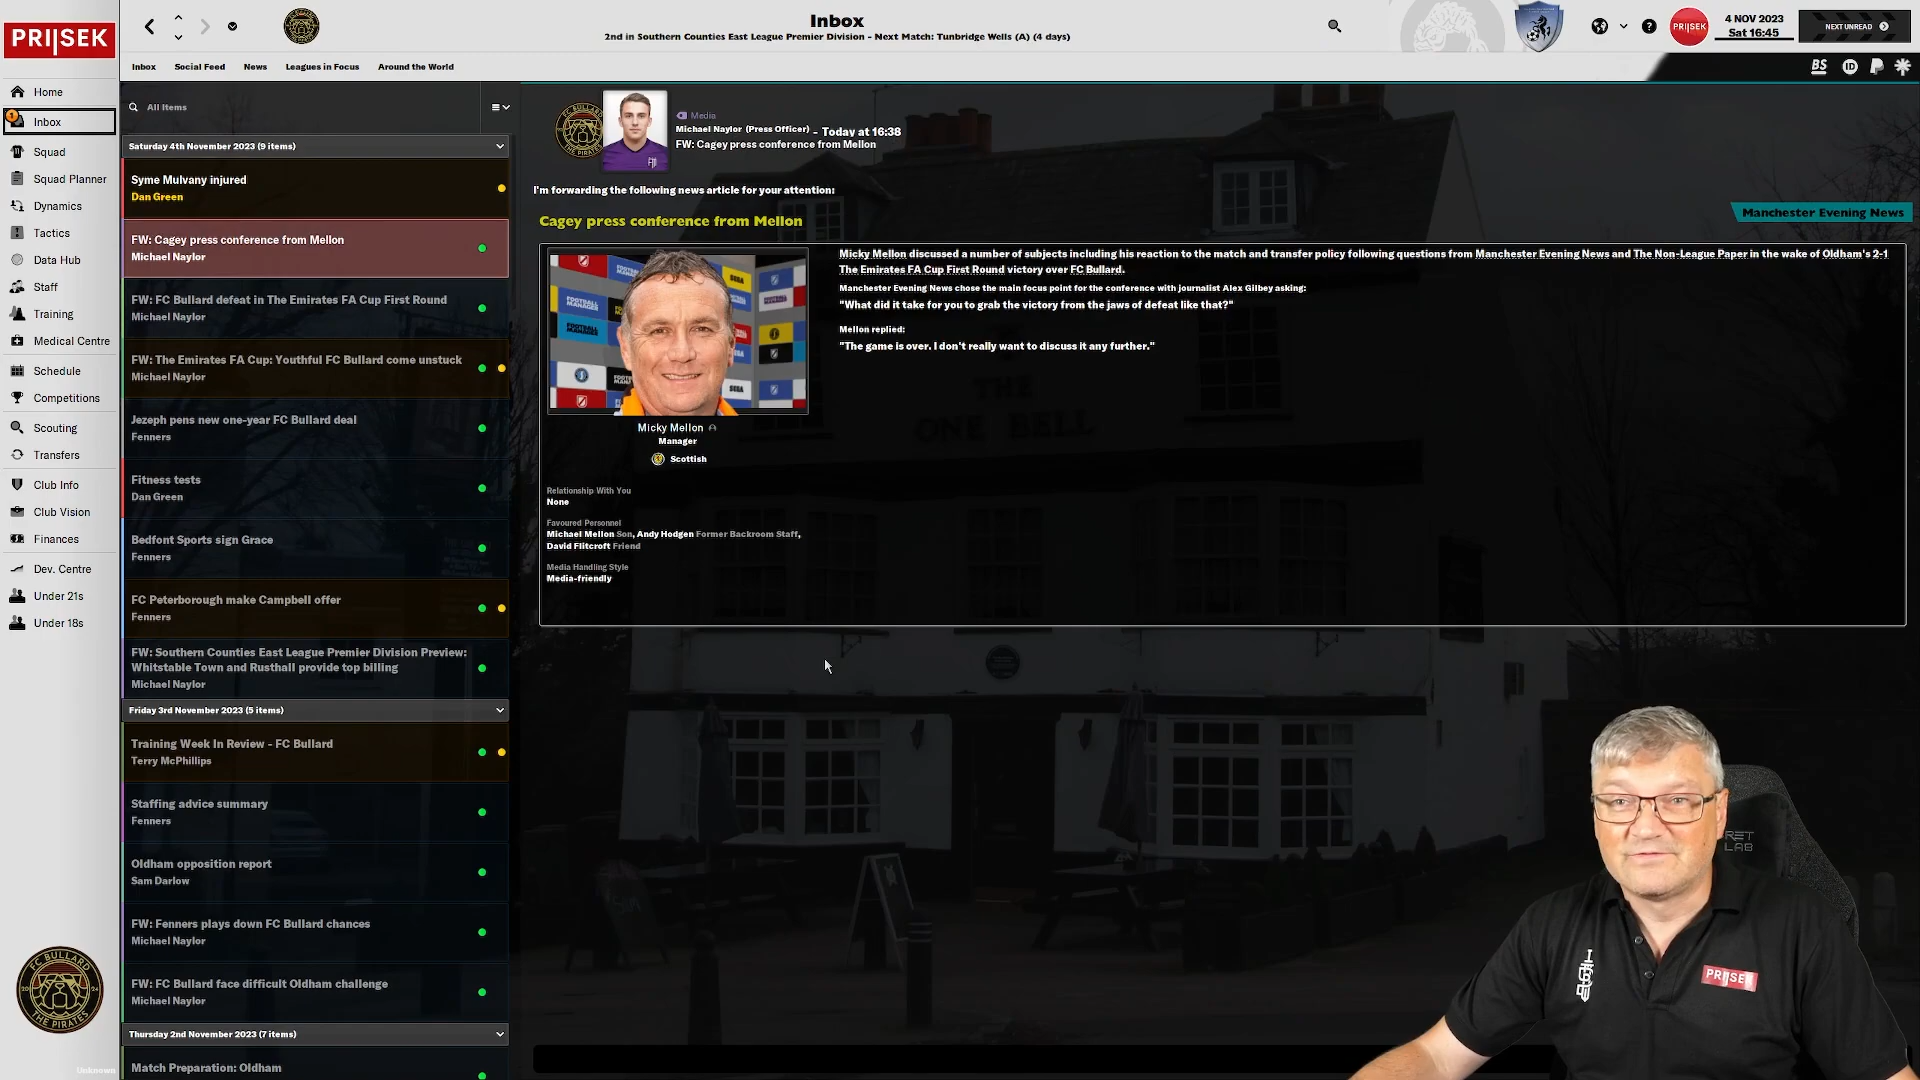 PRIISEK
Inbox
2nd in Southern Counties East League Premier Division - Next Match: Tunbridge Wells (A) (4 days)
PRIISEK
4 NOV 2023
Sat 16:45
NEXT UNREAD
Inbox
Social Feed
News
Leagues in Focus
Around the World
BS
ID
Home
1
Inbox
Squad
Squad Planner
Dynamics
Tactics
Data Hub
Staff
Training
Medical Centre
Schedule
Competitions
Scouting
Transfers
Club Info
Club Vision
Finances
Dev. Centre
Under 21s
Under 18s
FC BULLARD
THE PIRATES
Unknown
All Items
Saturday 4th November 2023 (9 items)
Syme Mulvany injured
Dan Green
FW: Cagey press conference from Mellon
Michael Naylor
FW: FC Bullard defeat in The Emirates FA Cup First Round
Michael Naylor
FW: The Emirates FA Cup: Youthful FC Bullard come unstuck
Michael Naylor
Jezeph pens new one-year FC Bullard deal
Fenners
Fitness tests
Dan Green
Bedfont Sports sign Grace
Fenners
FC Peterborough make Campbell offer
Fenners
FW: Southern Counties East League Premier Division Preview:
Whitstable Town and Rusthall provide top billing
Michael Naylor
Friday 3rd November 2023 (5 items)
Training Week In Review - FC Bullard
Terry McPhillips
Staffing advice summary
Fenners
Oldham opposition report
Sam Darlow
FW: Fenners plays down FC Bullard chances
Michael Naylor
FW: FC Bullard face difficult Oldham challenge
Michael Naylor
Thursday 2nd November 2023 (7 items)
Match Preparation: Oldham
Media
Michael Naylor (Press Officer) - Today at 16:38
FW: Cagey press conference from Mellon
I'm forwarding the following news article for your attention:
Cagey press conference from Mellon
Manchester Evening News
Micky Mellon discussed a number of subjects including his reaction to the match and transfer policy following questions from Manchester Evening News and The Non-League Paper in the wake of Oldham's 2-1
The Emirates FA Cup First Round victory over FC Bullard.
Manchester Evening News chose the main focus point for the conference with journalist Alex Gilbey asking:
"What did it take for you to grab the victory from the jaws of defeat like that?"
Mellon replied:
"The game is over. I don't really want to discuss it any further."
Micky Mellon
Manager
Scottish
Relationship With You
None
Favoured Personnel
Michael Mellon Son, Andy Hodgen Former Backroom Staff,
David Flitcroft Friend
Media Handling Style
Media-friendly
THE
ONE BELL
RET
LAB
PRIISEK